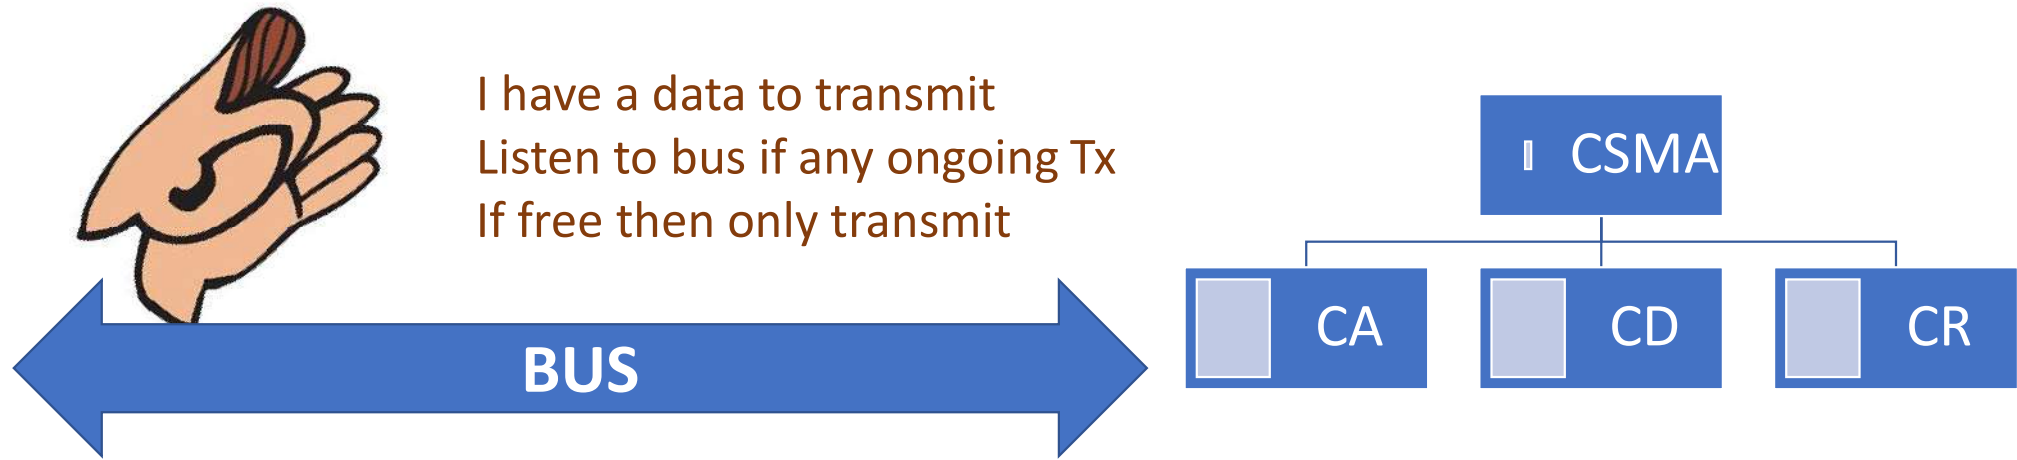 I have a data to transmit
Listen to bus if any ongoing Tx
If free then only transmit
BUS
CSMA
CA
CD
CR